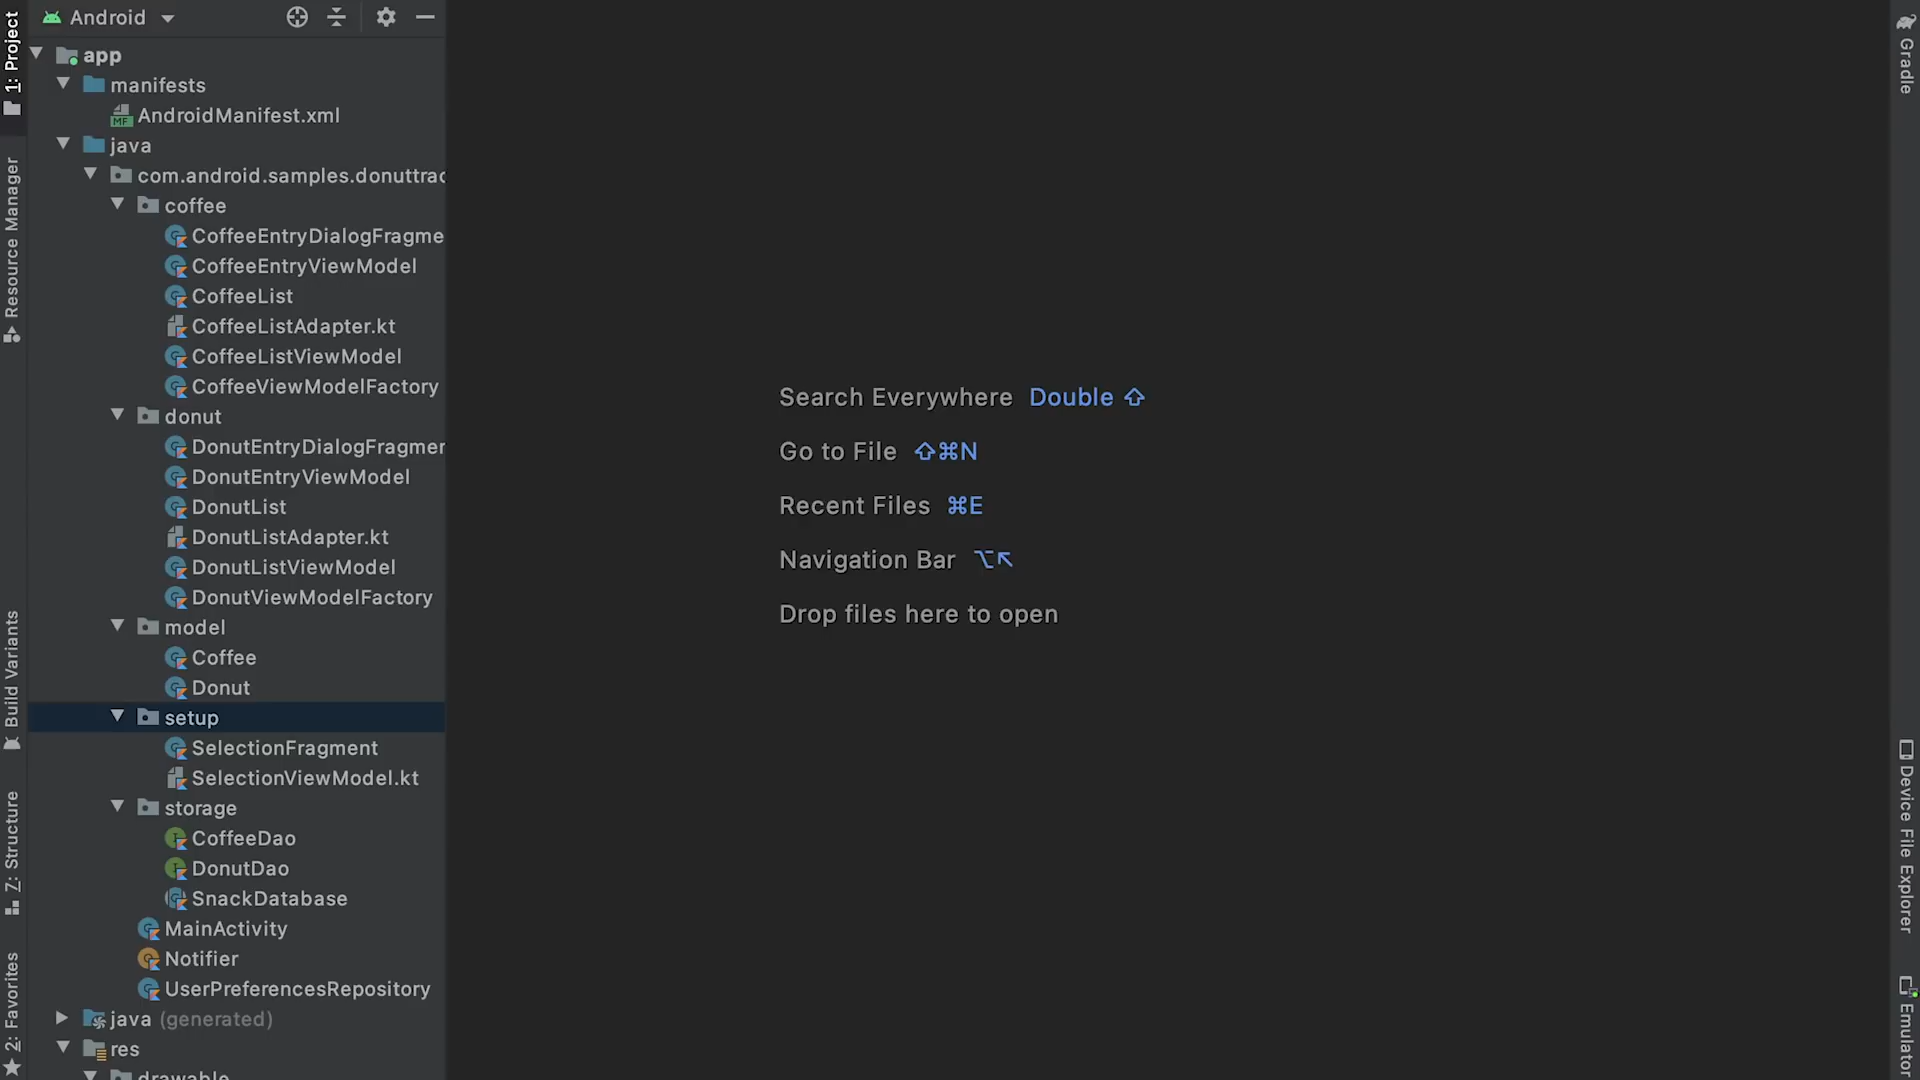 Android
app
manifests
AndroidManifest.xml
java
com.android.samples.donuttrac
coffee
CoffeeEntryDialogFragme
CoffeeEntryViewModel
CoffeeList
CoffeeListAdapter.kt
CoffeeListViewModel
CoffeeViewModelFactory
donut
DonutEntryDialogFragmer
DonutEntryViewModel
DonutList
DonutListAdapter.kt
DonutListViewModel
DonutViewModelFactory
model
Coffee
Donut
setup
SelectionFragment
SelectionViewModel.kt
storage
CoffeeDao
DonutDao
SnackDatabase
MainActivity
Notifier
UserPreferencesRepository
java (generated)
res
drawable
1: Project
Resource Manager
Build Variants
7: Structure
2: Favorites
Search Everywhere Double ⇧
Go to File ⇧⌘N
Recent Files ⌘E
Navigation Bar ⌥↖
Drop files here to open
Gradle
Device File Explorer
Emulator